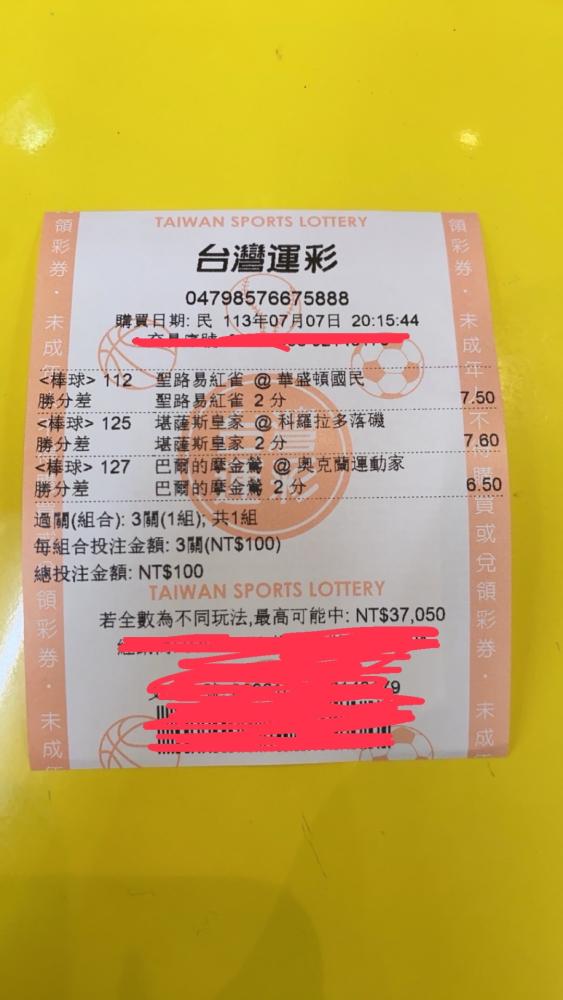 TAIWAN SPORTS LOTTERY
台灣運彩
04798576675888
購買日期: 民 113年07月07日 20:15:44
<棒球> 112 聖路易紅雀 @ 華盛頓國民
勝分差 聖路易紅雀 2 分 7.50
<棒球> 125 堪薩斯皇家 @ 科羅拉多落磯
勝分差 堪薩斯皇家 2 分 7.60
<棒球> 127 巴爾的摩金鶯 @ 奧克蘭運動家
勝分差 巴爾的摩金鶯 2 分 6.50
過關(組合): 3關(1組); 共1組
每組合投注金額: 3關(NT$100)
總投注金額: NT$100
TAIWAN SPORTS LOTTERY
若全數為不同玩法,最高可能中: NT$37,050
領彩券・未成年
領彩券・未成
領彩券・未成年不得購買或兌領彩券・未成